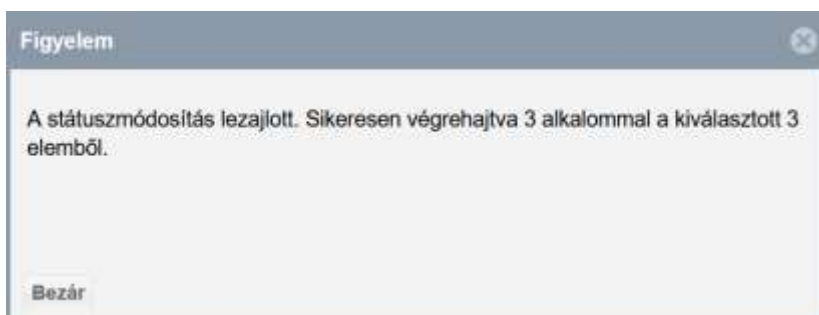 Figyelem
A státuszmódosítás lezajlott. Sikeresen végrehajtva 3 alkalommal a kiválasztott 3
elemből.
Bezár